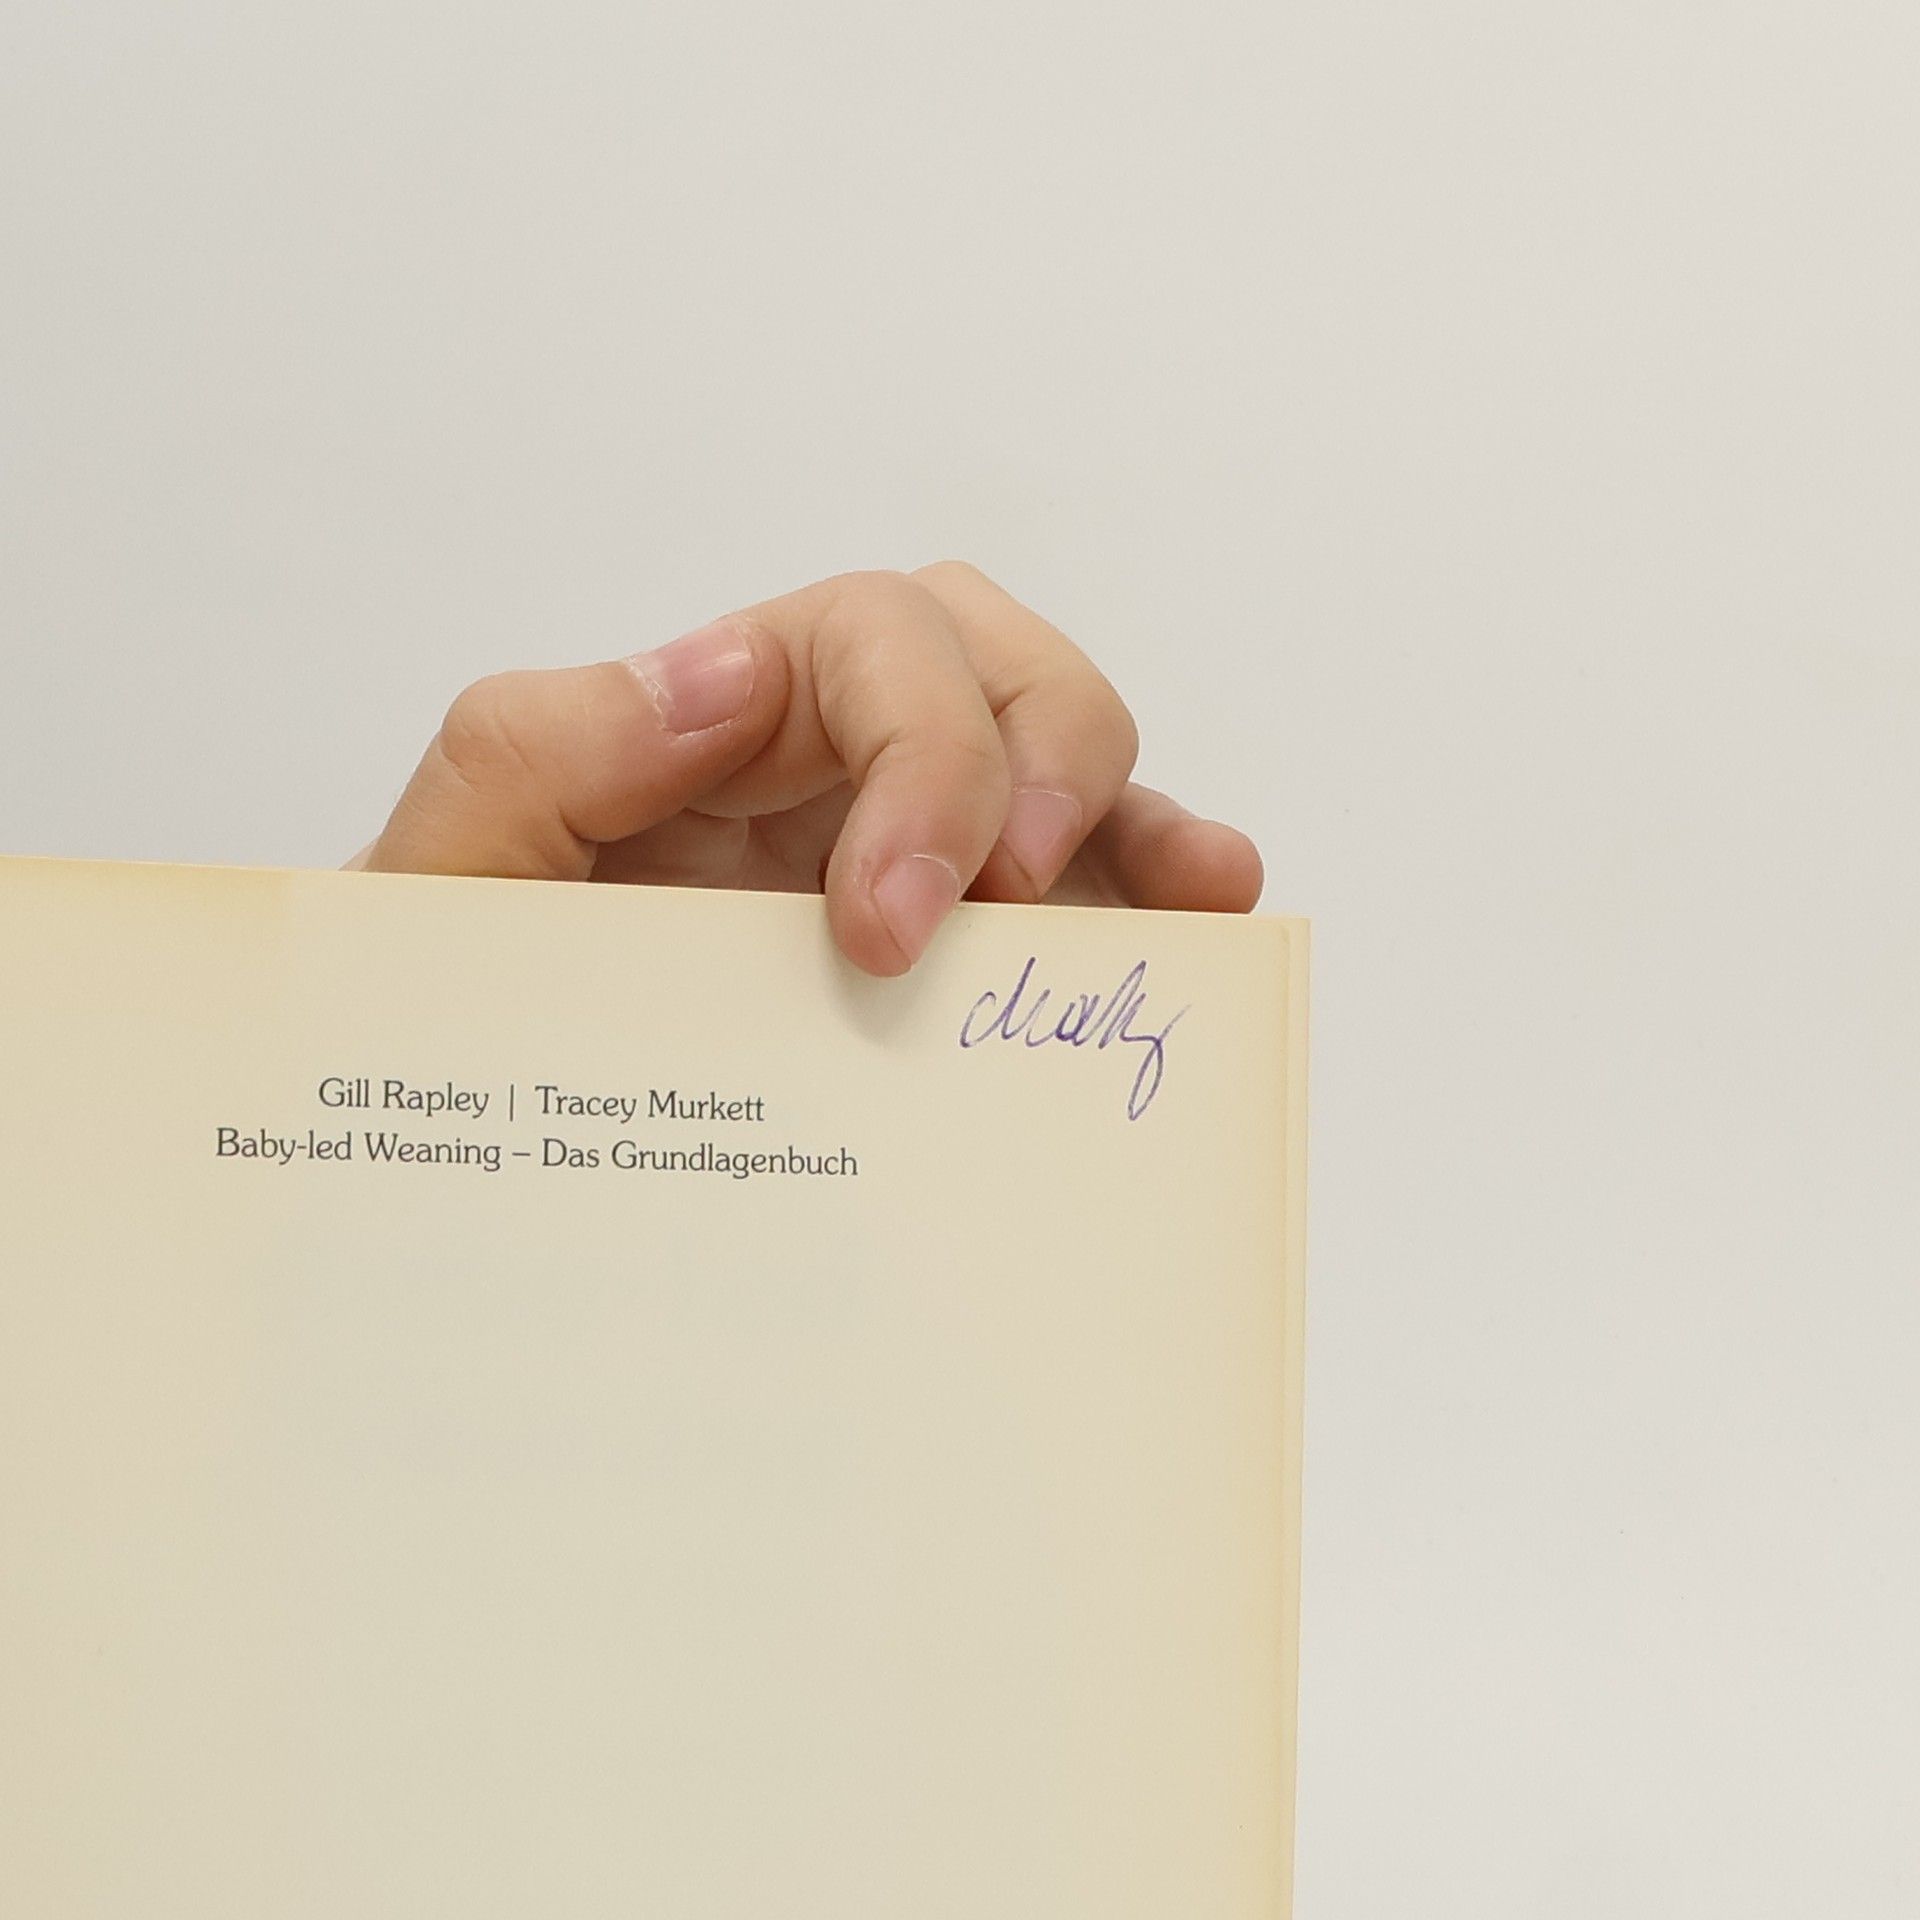 Gill Rapley | Tracey Murkett
Baby-led Weaning – Das Grundlagenbuch